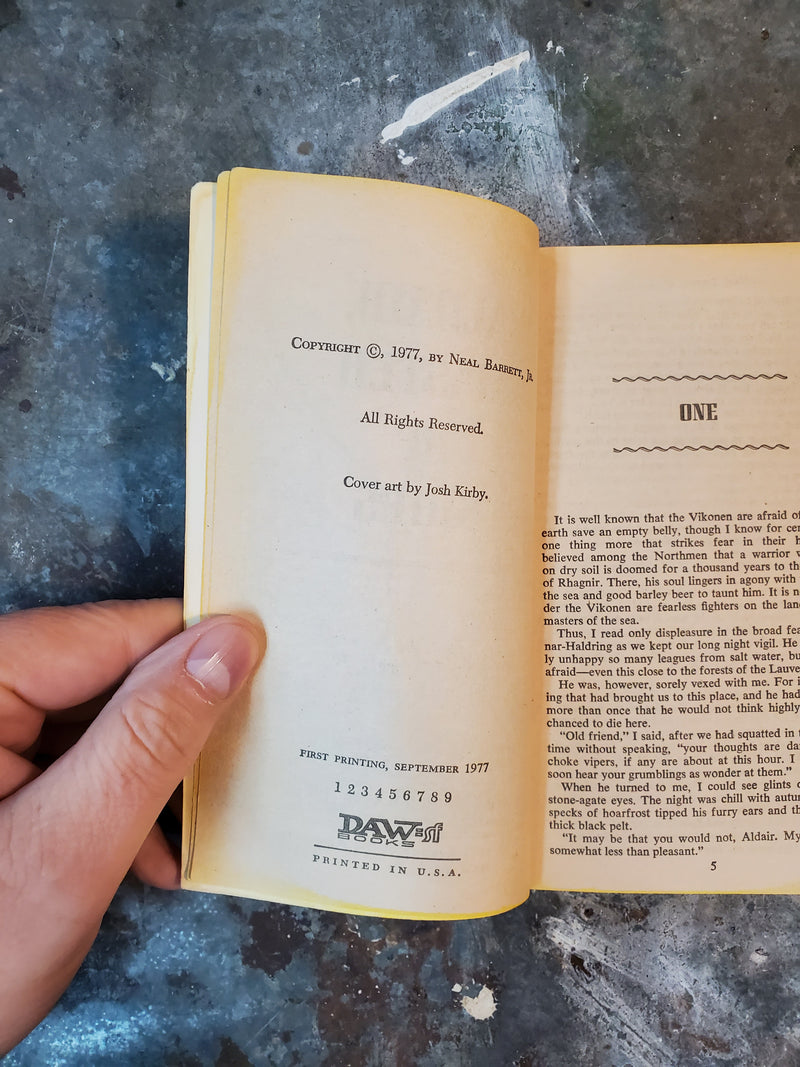 COPYRIGHT ©, 1977, BY NEAL BARRETT, JR.
All Rights Reserved.
Cover art by Josh Kirby.
FIRST PRINTING, SEPTEMBER 1977
1 2 3 4 5 6 7 8 9
DAW=sf
BOOKS
PRINTED IN U.S.A.
ONE
It is well known that the Vikonen are afraid of
earth save an empty belly, though I know for cer
one thing more that strikes fear in their h
believed among the Northmen that a warrior
on dry soil is doomed for a thousand years to th
of Rhagnir. There, his soul lingers in agony with
the sea and good barley beer to taunt him. It is n
der the Vikonen are fearless fighters on the land
masters of the sea.
Thus, I read only displeasure in the broad fea
nar-Haldring as we kept our long night vigil. He
ly unhappy so many leagues from salt water, bu
afraid—even this close to the forests of the Lauve
He was, however, sorely vexed with me. For i
ing that had brought us to this place, and he had
more than once that he would not think highly
chanced to die here.
"Old friend," I said, after we had squatted in t
time without speaking, "your thoughts are da
choke vipers, if any are about at this hour. I
soon hear your grumblings as wonder at them."
When he turned to me, I could see glints o
stone-agate eyes. The night was chill with autu
specks of hoarfrost tipped his furry ears and th
thick black pelt.
"It may be that you would not, Aldair. My
somewhat less than pleasant."
5